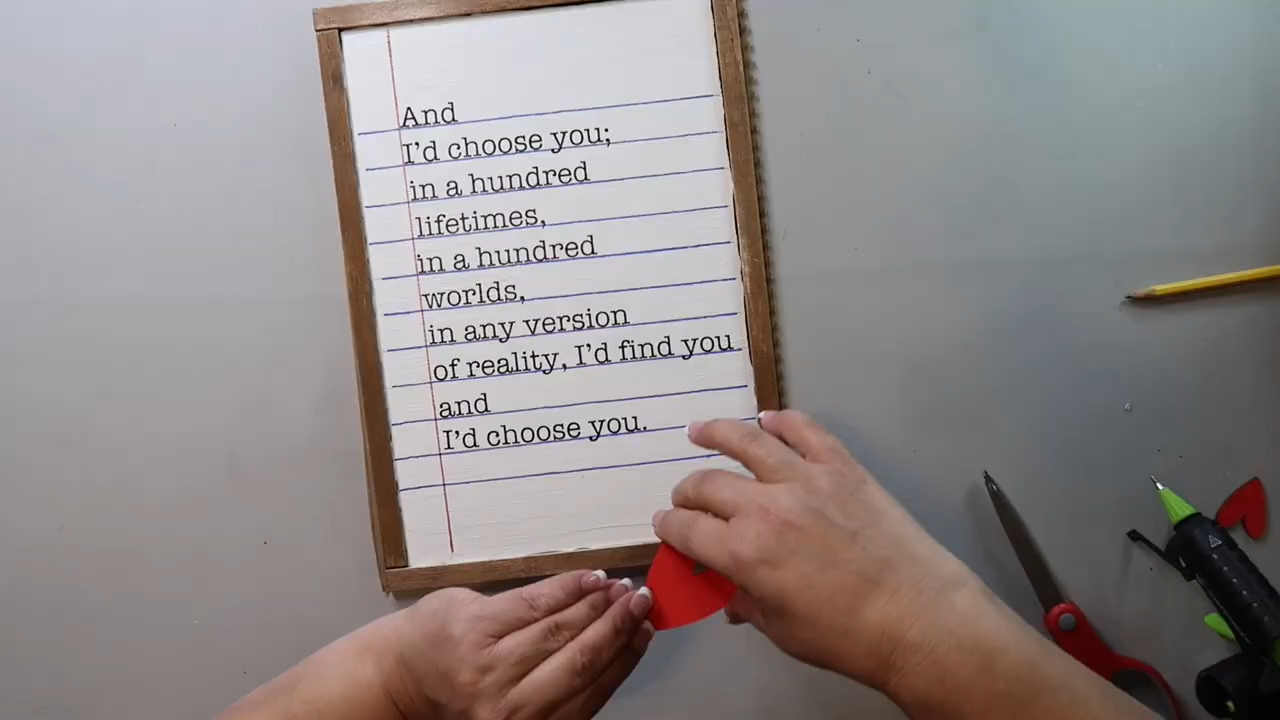 And
I'd choose you;
in a hundred
lifetimes,
in a hundred
worlds,
in any version
of reality, I'd find you
and
I'd choose you.